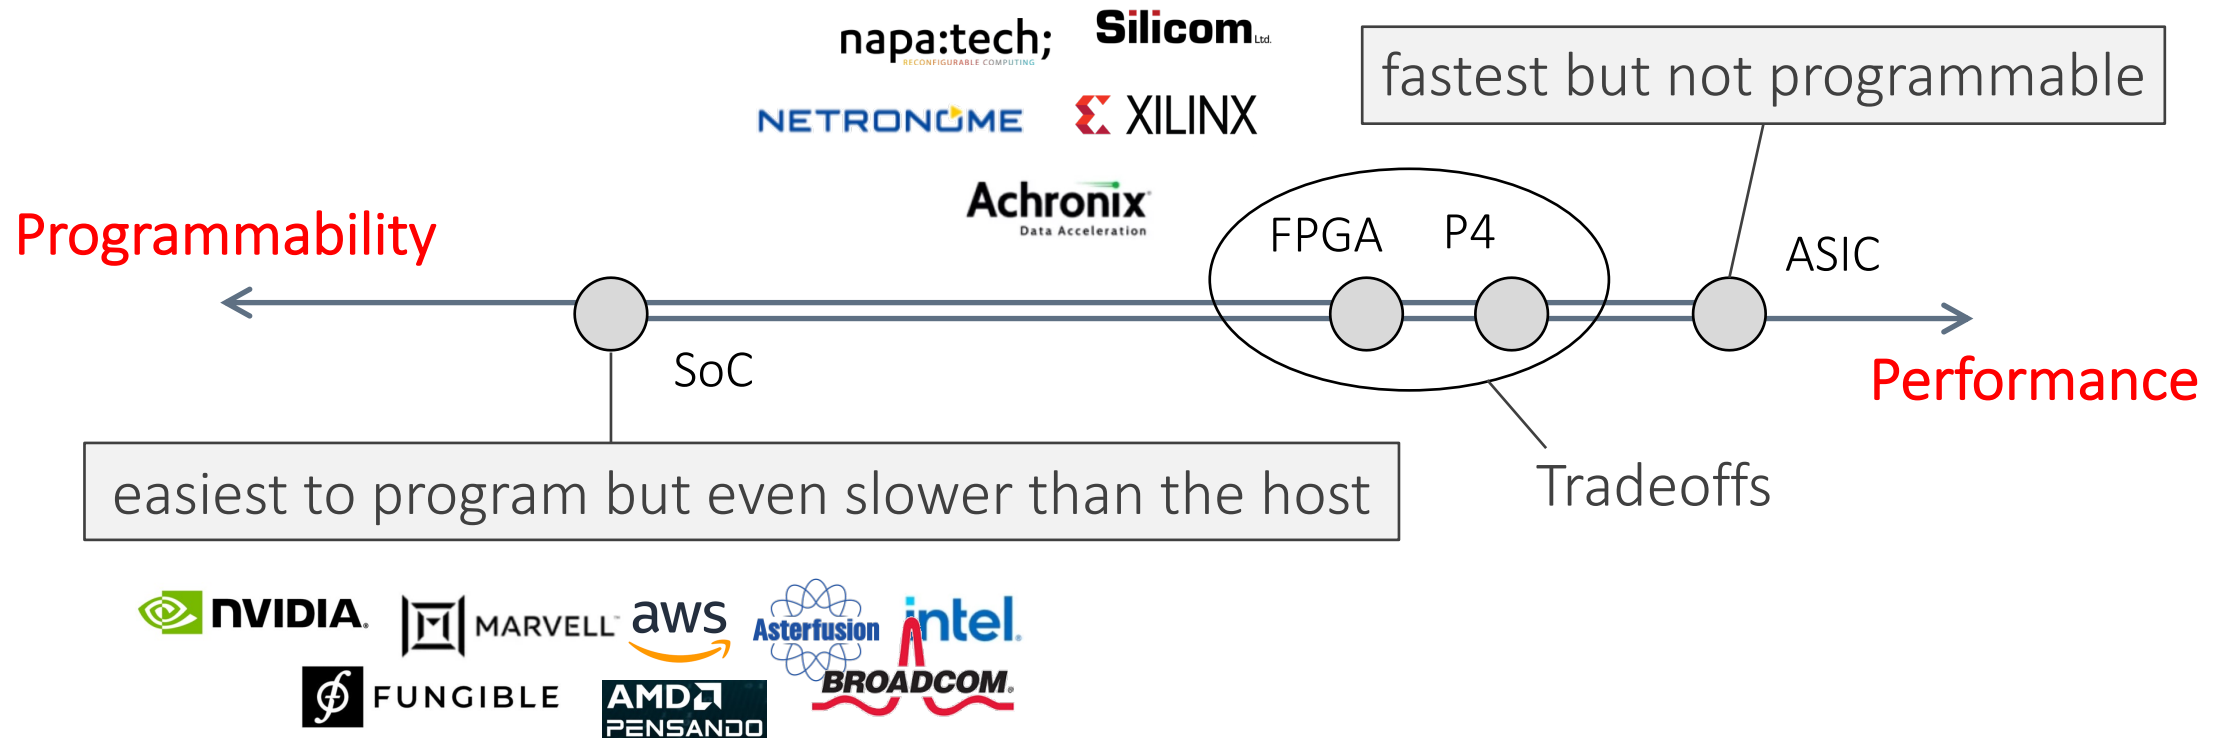 napa:tech;
RECONFIGURABLE COMPUTING
Silicom Ltd.
fastest but not programmable
NETRONOME
XILINX
Achronix
Data Acceleration
Programmability
FPGA
P4
ASIC
SoC
Performance
easiest to program but even slower than the host
Tradeoffs
NVIDIA.
MARVELL™
aws
Asterfusion
intel.
FUNGIBLE
AMD
PENSANDO
BROADCOM®